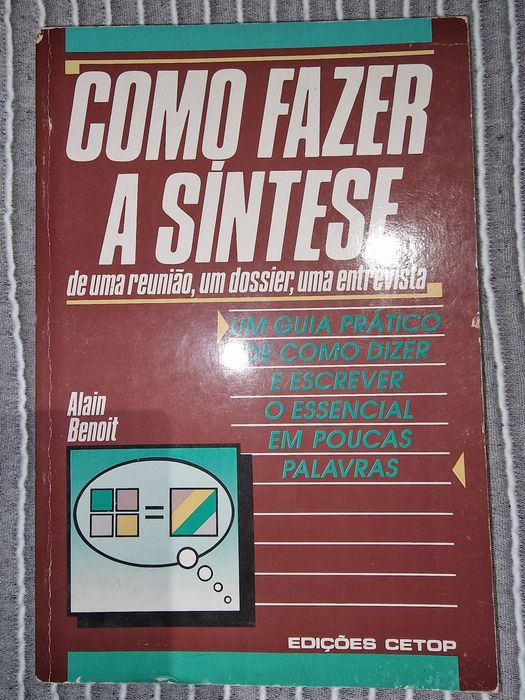 COMO FAZER
A SÍNTESE
de uma reunião, um dossier, uma entrevista
UM GUIA PRÁTICO
DE COMO DIZER
E ESCREVER
O ESSENCIAL
EM POUCAS
PALAVRAS
Alain
Benoit
=
EDIÇÕES CETOP